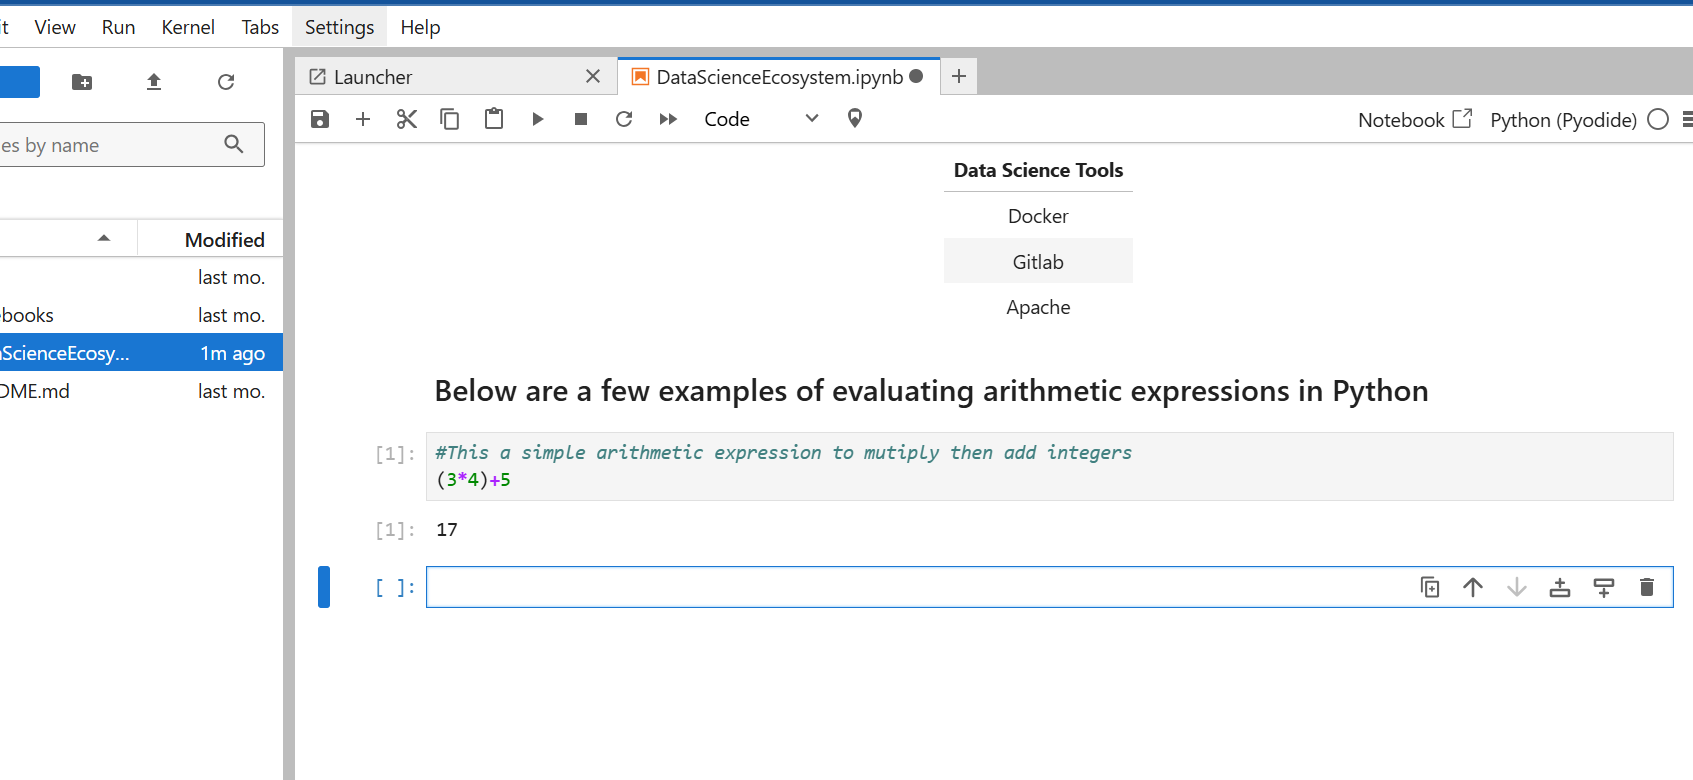 it View Run Kernel Tabs Settings Help
Launcher
DataScienceEcosystem.ipynb
Code
Notebook
Python (Pyodide)
es by name
Modified
last mo.
books last mo.
aScienceEcosy... 1m ago
DME.md last mo.
Data Science Tools
Docker
Gitlab
Apache
Below are a few examples of evaluating arithmetic expressions in Python
[1]: #This a simple arithmetic expression to mutiply then add integers
(3*4)+5
[1]: 17
[ ]: